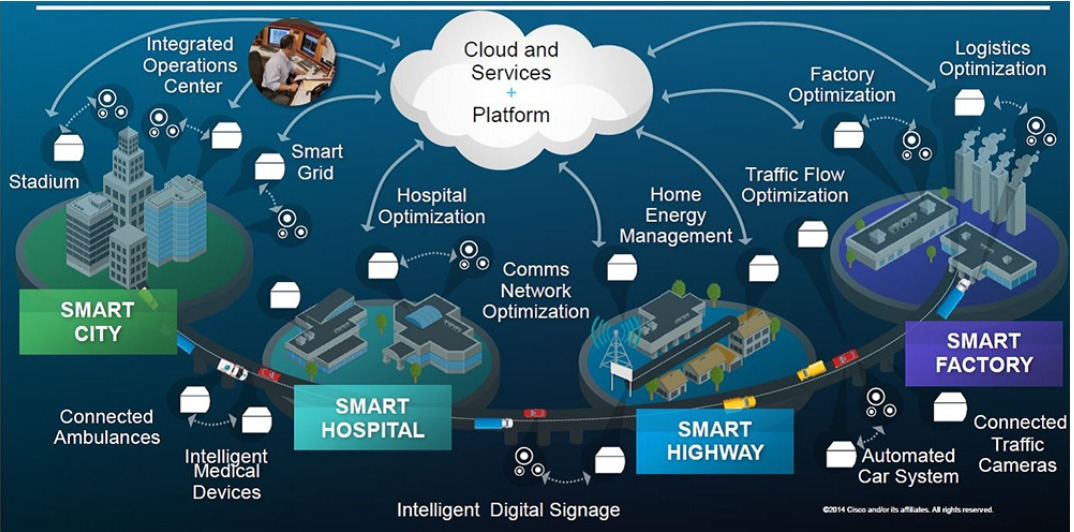 Integrated
Operations
Center
Cloud and
Services
+
Platform
Logistics
Optimization
Factory
Optimization
Stadium
Smart
Grid
Hospital
Optimization
Home
Energy
Management
Traffic Flow
Optimization
Comms
Network
Optimization
SMART
CITY
SMART
HOSPITAL
SMART
HIGHWAY
SMART
FACTORY
Connected
Ambulances
Intelligent
Medical
Devices
Intelligent Digital Signage
Automated
Car System
Connected
Traffic
Cameras
©2014 Cisco and/or its affiliates. All rights reserved.